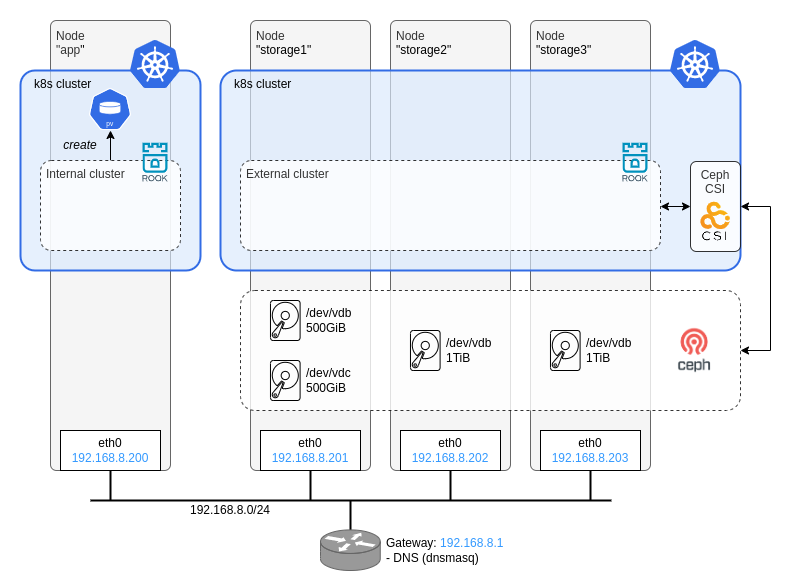 Node
"app"
Node
"storage1"
Node
"storage2"
Node
"storage3"
k8s cluster
pv
create
ROOK
Internal cluster
k8s cluster
External cluster
ROOK
Ceph
CSI
CSI
/dev/vdb
500GiB
/dev/vdc
500GiB
/dev/vdb
1TiB
/dev/vdb
1TiB
ceph
eth0
192.168.8.200
eth0
192.168.8.201
eth0
192.168.8.202
eth0
192.168.8.203
192.168.8.0/24
Gateway: 192.168.8.1
- DNS (dnsmasq)